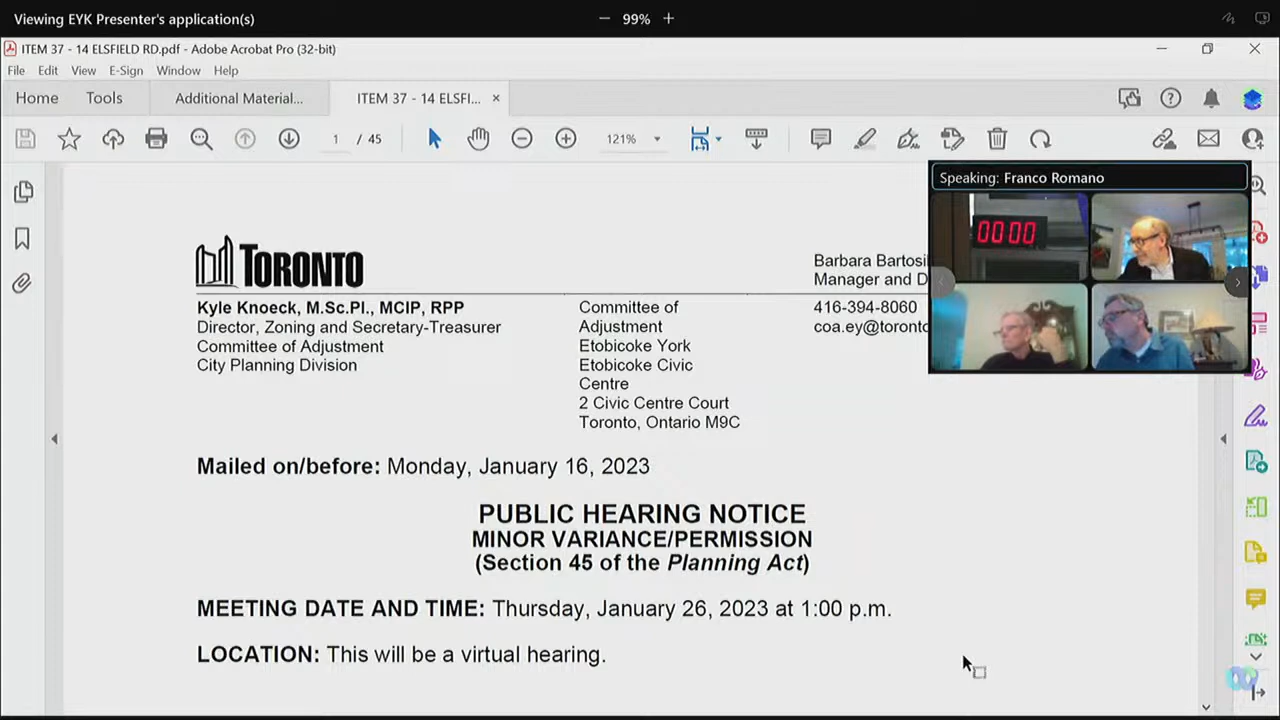 Viewing EYK Presenter's application(s)
99%
ITEM 37 - 14 ELSFIELD RD.pdf - Adobe Acrobat Pro (32-bit)
File Edit View E-Sign Window Help
Home Tools Additional Material... ITEM 37 - 14 ELSFI...
1 / 45 121%
Speaking: Franco Romano
00:00
TORONTO
Barbara
Manager and
Kyle Knoeck, M.Sc.Pl., MCIP, RPP
Director, Zoning and Secretary-Treasurer
Committee of Adjustment
City Planning Division
Committee of
Adjustment
Etobicoke York
Etobicoke Civic
Centre
2 Civic Centre Court
Toronto, Ontario M9C
416-394-8060
Mailed on/before: Monday, January 16, 2023
PUBLIC HEARING NOTICE
MINOR VARIANCE/PERMISSION
(Section 45 of the Planning Act)
MEETING DATE AND TIME: Thursday, January 26, 2023 at 1:00 p.m.
LOCATION: This will be a virtual hearing.